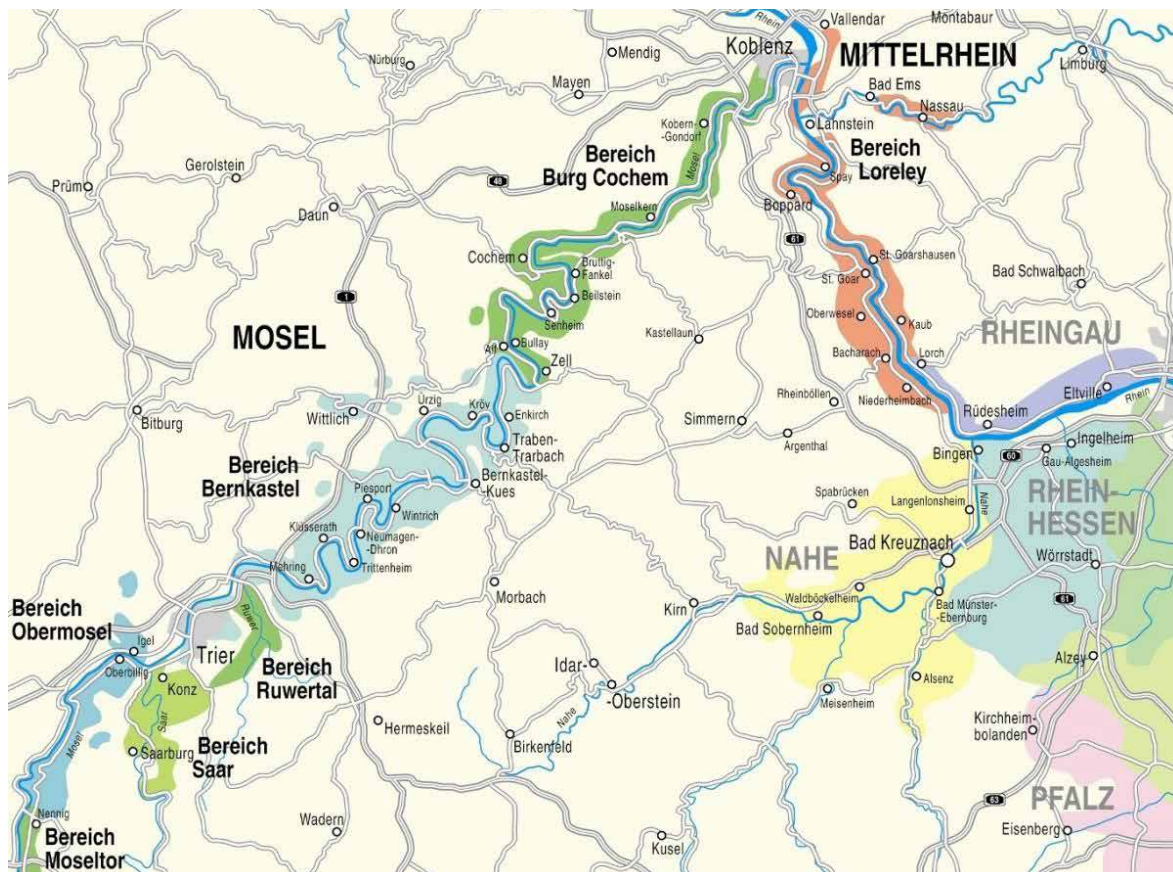 Rhein
Vallendar
Montabaur
Koblenz
MITTELRHEIN
Mendig
Nürburg
Limburg
Mayen
Bad Ems
Nassau
Kobern-
-Gondorf
Lahnstein
Bereich
Burg Cochem
Mosel
Bereich
Loreley
Gerolstein
Prüm
48
Spay
Daun
Moselkern
Boppard
61
Cochem
Bruttig-
Fankel
St. Goarshausen
St. Goar
Bad Schwalbach
1
Beilstein
Senheim
Oberwesel
Kaub
RHEINGAU
MOSEL
Kastellaun
Alf
Bullay
Zell
Bacharach
Lorch
Rheinböllen
Niederheimbach
Eltville
Rhein
Bitburg
Wittlich
Ürzig
Kröv
Enkirch
Simmern
Rüdesheim
Argenthal
Traben-
Trarbach
Bingen
60
Ingelheim
Gau-Algesheim
Bereich
Bernkastel
Bernkastel
-Kues
Piesport
Wintrich
Spabrücken
Langenlonsheim
Nahe
RHEIN-
HESSEN
Klüsserath
Neumagen-
-Dhron
Trittenheim
Mehring
NAHE
Bad Kreuznach
Wörrstadt
Morbach
Kirn
Waldböckelheim
Bad Münster-
-Ebernburg
61
Bereich
Obermosel
Ruwer
Bad Sobernheim
Igel
Oberbillig
Trier
Konz
Bereich
Ruwertal
Idar-
-Oberstein
Alzey
Alsenz
Meisenheim
Nahe
Mosel
Saar
Saarburg
Bereich
Saar
Hermeskeil
Birkenfeld
Kirchheim-
bolanden
Nennig
Bereich
Moseltor
Wadern
Kusel
63
PFALZ
Eisenberg